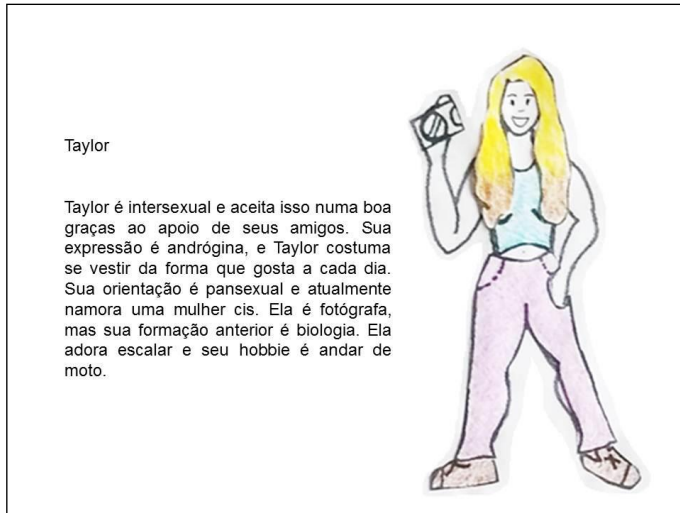 Taylor
Taylor é intersexual e aceita isso numa boa
graças ao apoio de seus amigos. Sua
expressão é andrógina, e Taylor costuma
se vestir da forma que gosta a cada dia.
Sua orientação é pansexual e atualmente
namora uma mulher cis. Ela é fotógrafa,
mas sua formação anterior é biologia. Ela
adora escalar e seu hobbie é andar de
moto.